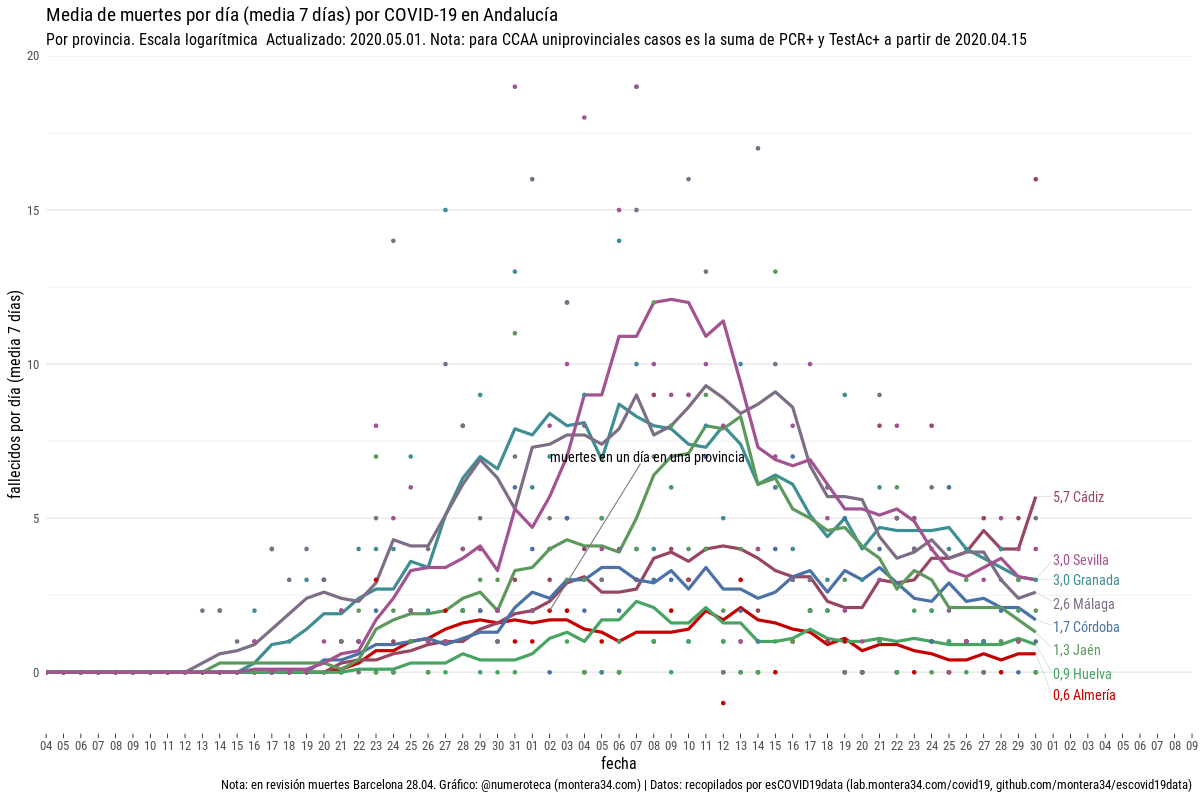 Media de muertes por día (media 7 días) por COVID-19 en Andalucía
Por provincia. Escala logarítmica  Actualizado: 2020.05.01. Nota: para CCAA uniprovinciales casos es la suma de PCR+ y TestAc+ a partir de 2020.04.15
fallecidos por día (media  7 días)
20
15
10
5
0
muertes en un día en una provincia
5,7 Cádiz
3,0 Sevilla
3,0 Granada
2,6 Málaga
1,7 Córdoba
1,3 Jaén
0,9 Huelva
0,6 Almería
04 05 06 07 08 09 10 11 12 13 14 15 16 17 18 19 20 21 22 23 24 25 26 27 28 29 30 31 01 02 03 04 05 06 07 08 09 10 11 12 13 14 15 16 17 18 19 20 21 22 23 24 25 26 27 28 29 30 01 02 03 04 05 06 07 08 09
fecha
Nota: en revisión muertes Barcelona 28.04. Gráfico: @numeroteca (montera34.com) | Datos: recopilados por esCOVID19data (lab.montera34.com/covid19, github.com/montera34/escovid19data)